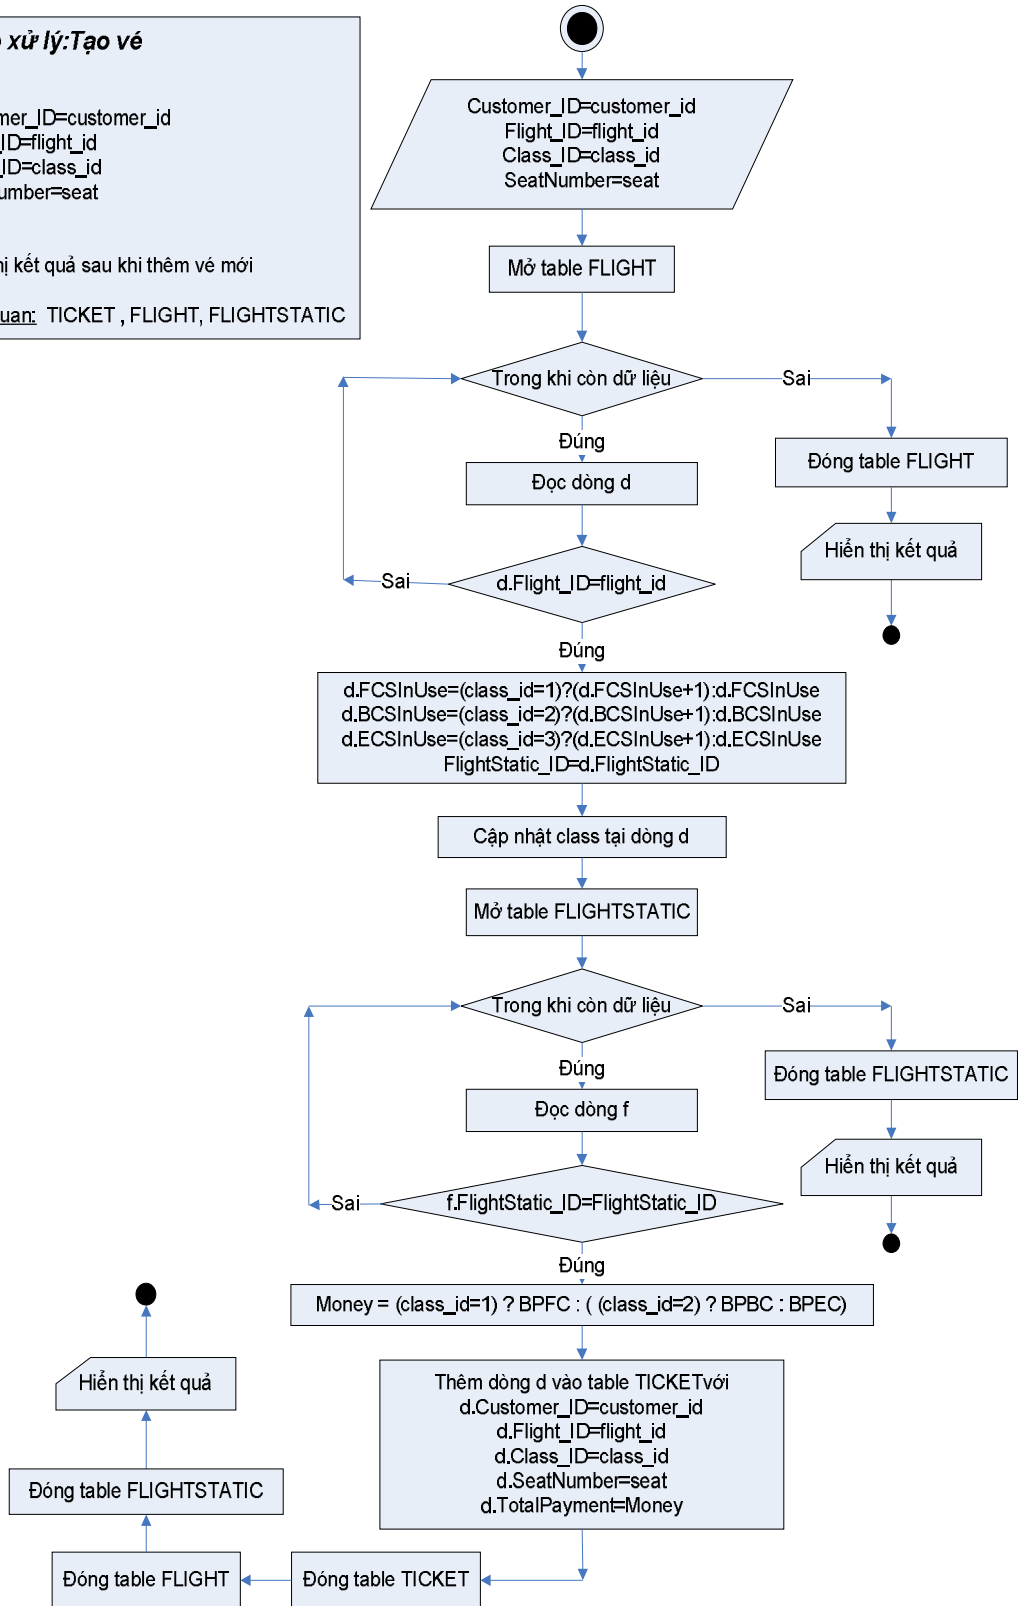 xử lý:Tạo vé
mer_ID=customer_id
ID=flight_id
_ID=class_id
umber=seat
ị kết quả sau khi thêm vé mới
uan: TICKET , FLIGHT, FLIGHTSTATIC
Customer_ID=customer_id
Flight_ID=flight_id
Class_ID=class_id
SeatNumber=seat
Mở table FLIGHT
Trong khi còn dữ liệu
Sai
Đúng
Đóng table FLIGHT
Đọc dòng d
Hiển thị kết quả
d.Flight_ID=flight_id
Sai
Đúng
d.FCSInUse=(class_id=1)?(d.FCSInUse+1):d.FCSInUse
d.BCSInUse=(class_id=2)?(d.BCSInUse+1):d.BCSInUse
d.ECSInUse=(class_id=3)?(d.ECSInUse+1):d.ECSInUse
FlightStatic_ID=d.FlightStatic_ID
Cập nhật class tại dòng d
Mở table FLIGHTSTATIC
Trong khi còn dữ liệu
Sai
Đúng
Đóng table FLIGHTSTATIC
Đọc dòng f
Hiển thị kết quả
f.FlightStatic_ID=FlightStatic_ID
Sai
Đúng
Money = (class_id=1) ? BPFC : ( (class_id=2) ? BPBC : BPEC)
Thêm dòng d vào table TICKETvới
d.Customer_ID=customer_id
d.Flight_ID=flight_id
d.Class_ID=class_id
d.SeatNumber=seat
d.TotalPayment=Money
Đóng table TICKET
Đóng table FLIGHT
Đóng table FLIGHTSTATIC
Hiển thị kết quả